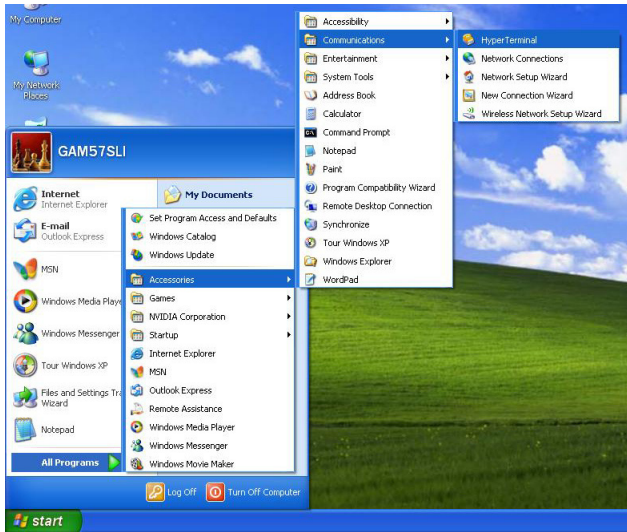 My Computer
My Network
Places
GAM57SLI
Internet
Internet Explorer
E-mail
Outlook Express
MSN
Windows Media Playe
Windows Messenger
Tour Windows XP
Files and Settings Tra
Wizard
Notepad
All Programs
My Documents
Set Program Access and Defaults
Windows Catalog
Windows Update
Accessories
Games
NVIDIA Corporation
Startup
Internet Explorer
MSN
Outlook Express
Remote Assistance
Windows Media Player
Windows Messenger
Windows Movie Maker
Accessibility
Communications
Entertainment
System Tools
Address Book
Calculator
Command Prompt
Notepad
Paint
Program Compatibility Wizard
Remote Desktop Connection
Synchronize
Tour Windows XP
Windows Explorer
WordPad
HyperTerminal
Network Connections
Network Setup Wizard
New Connection Wizard
Wireless Network Setup Wizard
Log Off
Turn Off Computer
start